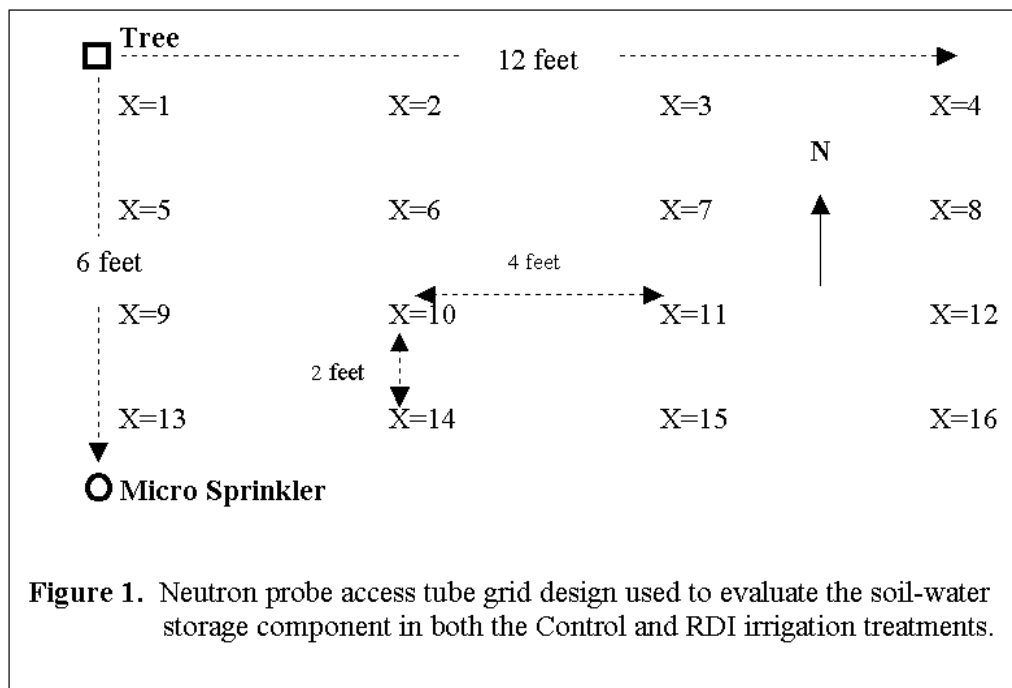 Tree
12 feet
X=1 X=2 X=3 X=4
N
X=5 X=6 X=7 X=8
6 feet
4 feet
X=9 X=10 X=11 X=12
2 feet
X=13 X=14 X=15 X=16
Micro Sprinkler
Figure 1. Neutron probe access tube grid design used to evaluate the soil-water
storage component in both the Control and RDI irrigation treatments.